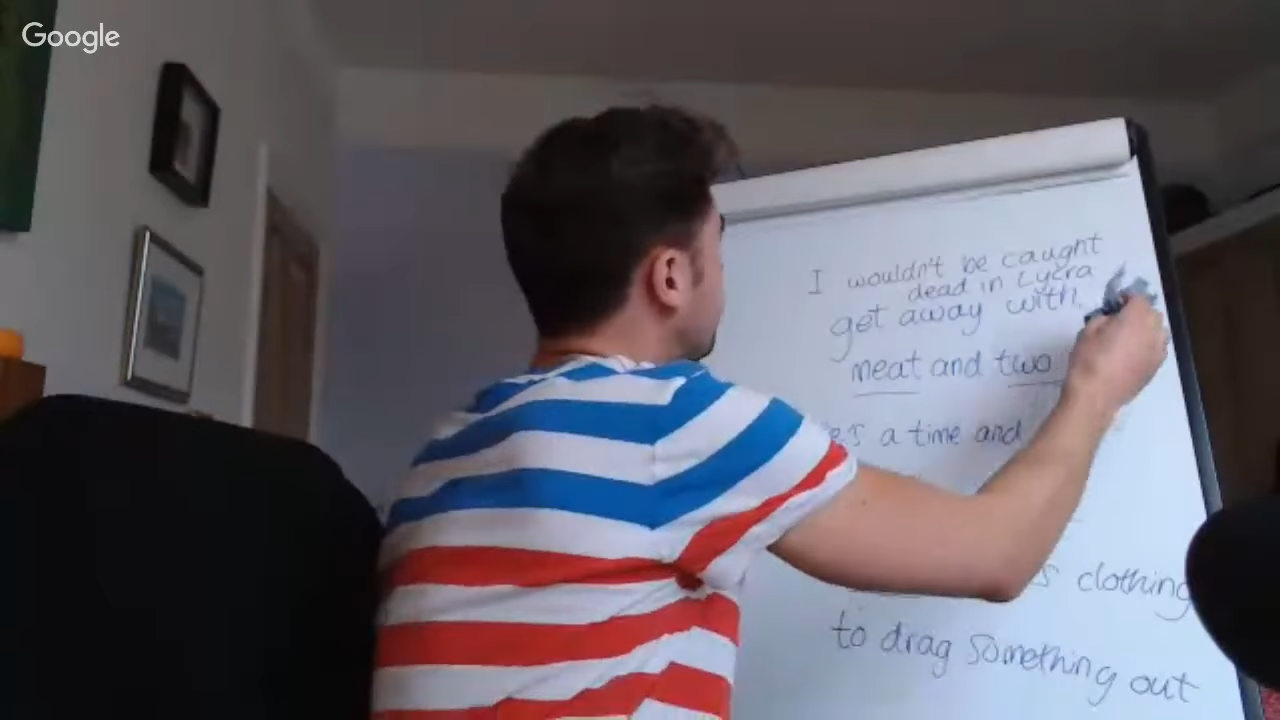 Google
I wouldn't be caught
dead in Lycra
get away with
meat and two
a time and
clothing
to drag something out